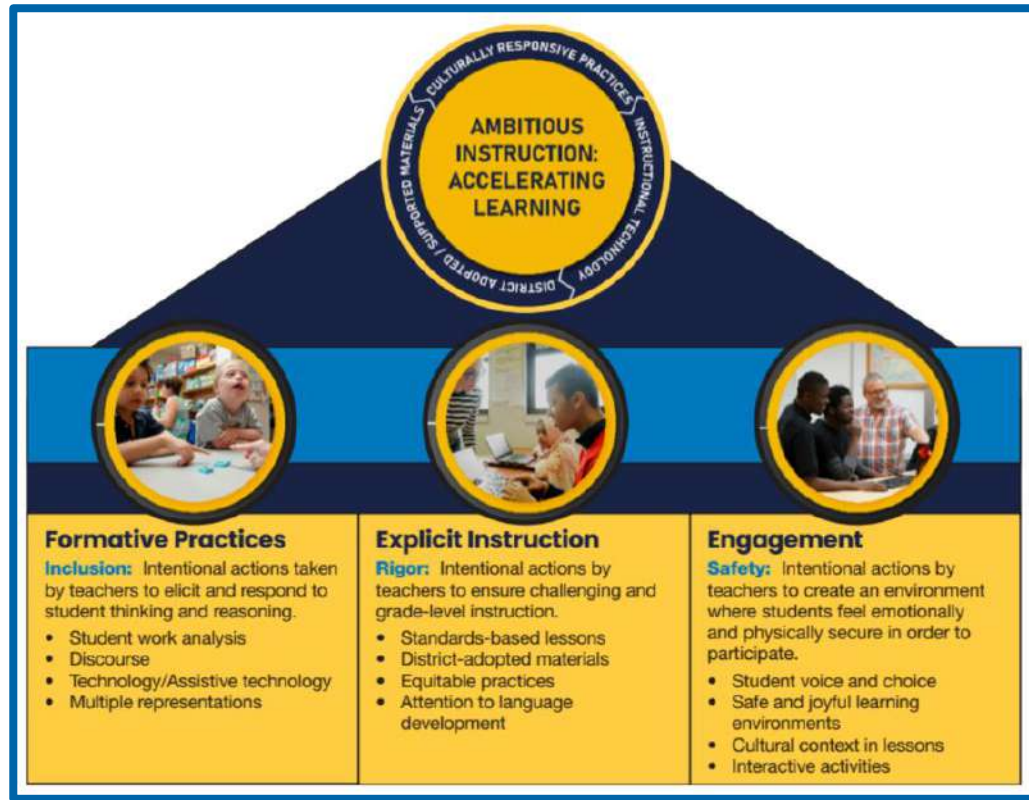 CULTURALLY RESPONSIVE PRACTICES
INSTRUCTIONAL TECHNOLOGY
DISTRICT ADOPTED / SUPPORTED MATERIALS
AMBITIOUS
INSTRUCTION:
ACCELERATING
LEARNING
Formative Practices
Inclusion: Intentional actions taken
by teachers to elicit and respond to
student thinking and reasoning.
• Student work analysis
• Discourse
• Technology/Assistive technology
• Multiple representations
Explicit Instruction
Rigor: Intentional actions by
teachers to ensure challenging and
grade-level instruction.
• Standards-based lessons
• District-adopted materials
• Equitable practices
• Attention to language
development
Engagement
Safety: Intentional actions by
teachers to create an environment
where students feel emotionally
and physically secure in order to
participate.
• Student voice and choice
• Safe and joyful learning
environments
• Cultural context in lessons
• Interactive activities